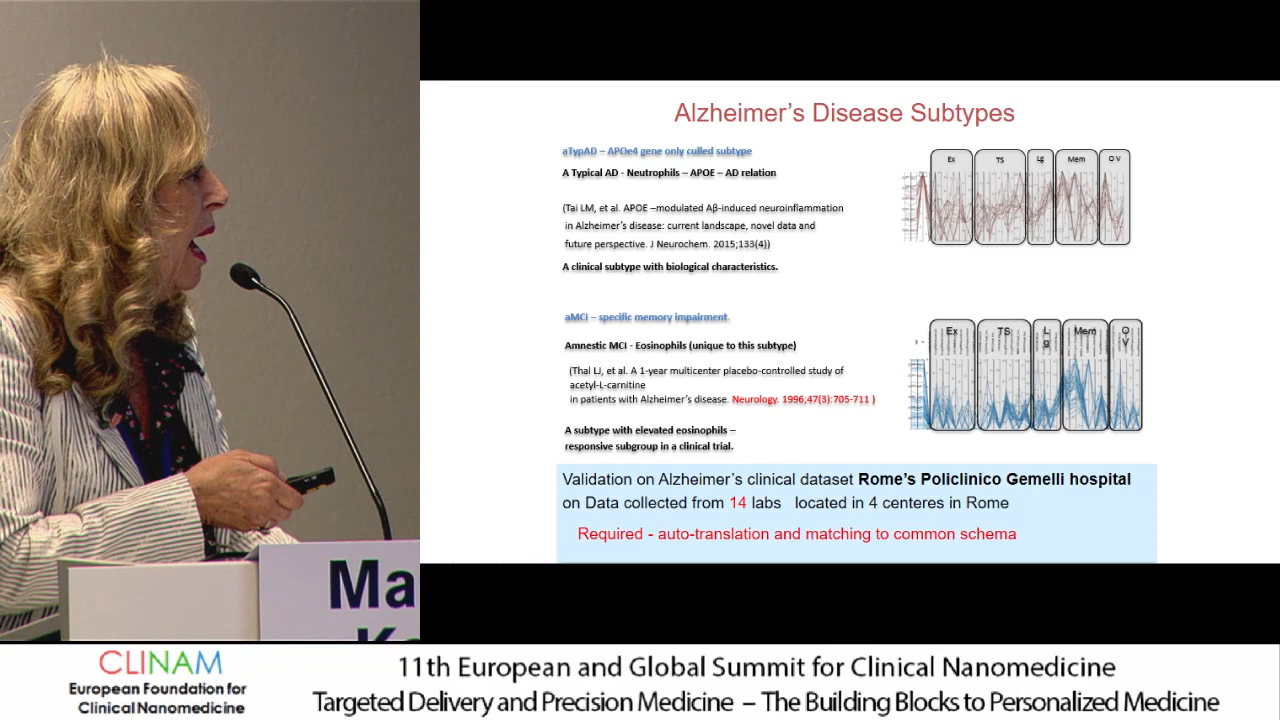 Alzheimer's Disease Subtypes
aTypAD – APOe4 gene only culled subtype
A Typical AD - Neutrophils – APOE – AD relation
(Tai LM, et al. APOE –modulated Aβ-induced neuroinflammation
in Alzheimer's disease: current landscape, novel data and
future perspective. J Neurochem. 2015;133(4))
A clinical subtype with biological characteristics.
Ex TS Lg Mem O V
aMCI – specific memory impairment.
Amnestic MCI - Eosinophils (unique to this subtype)
(Thal LJ, et al. A 1-year multicenter placebo-controlled study of
acetyl-L-carnitine
in patients with Alzheimer's disease. Neurology. 1996;47(3):705-711 )
A subtype with elevated eosinophils –
responsive subgroup in a clinical trial.
Ex TS L g Mem O V
Validation on Alzheimer's clinical dataset Rome's Policlinico Gemelli hospital
on Data collected from 14 labs located in 4 centeres in Rome
Required - auto-translation and matching to common schema
Ma
CLINAM
European Foundation for
Clinical Nanomedicine
11th European and Global Summit for Clinical Nanomedicine
Targeted Delivery and Precision Medicine – The Building Blocks to Personalized Medicine